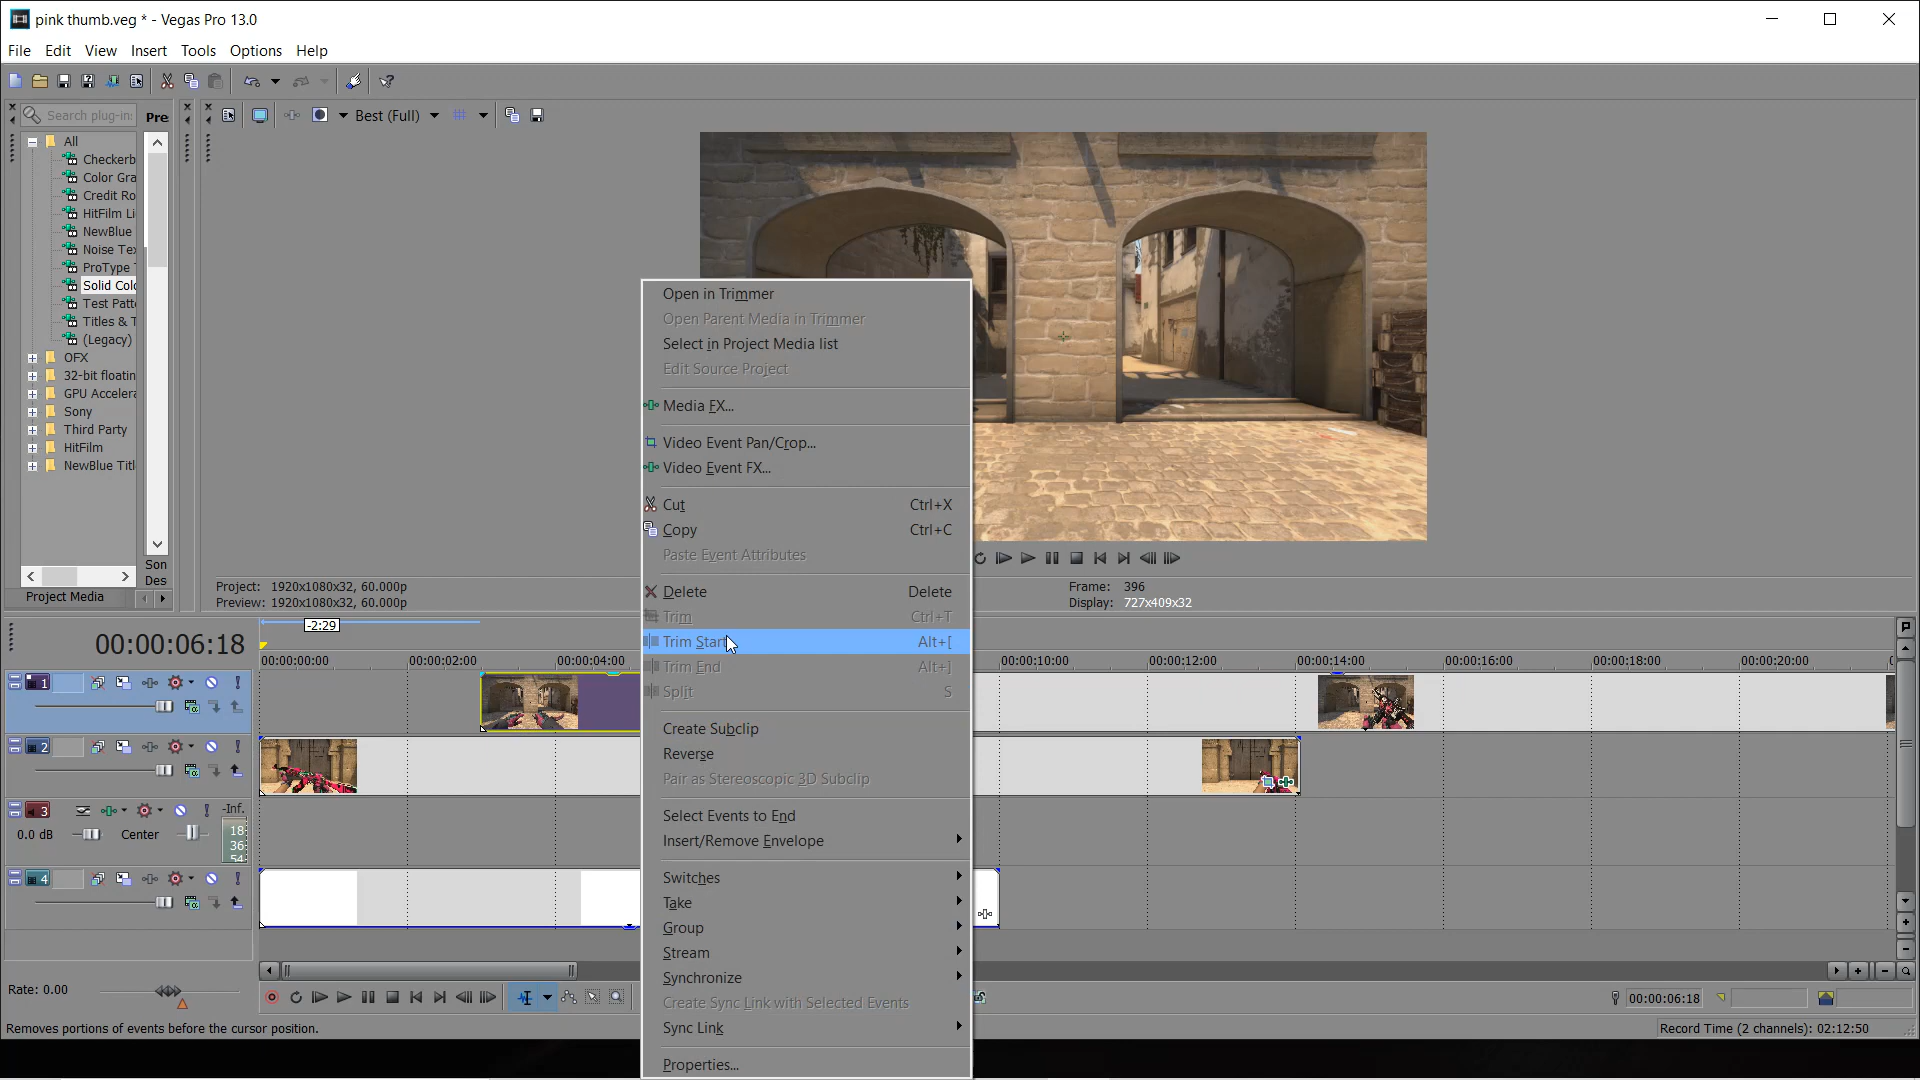 pink thumb.veg * - Vegas Pro 13.0
File Edit View Insert Tools Options Help
Search plug-in: Pre
Best (Full)
All
Checkerb
Color Gra
Credit Ro
HitFilm Li
NewBlue
Noise Tex
ProType T
Solid Colo
Test Patte
Titles & T
(Legacy)
OFX
32-bit floatin
GPU Accelera
Sony
Third Party
HitFilm
NewBlue Titl
Son
Des
Project Media
Open in Trimmer
Open Parent Media in Trimmer
Select in Project Media list
Edit Source Project
Media FX...
Video Event Pan/Crop...
Video Event FX...
Cut Ctrl+X
Copy Ctrl+C
Paste Event Attributes
Delete Delete
Trim Ctrl+T
Trim Start Alt+[
Trim End Alt+]
Split S
Create Subclip
Reverse
Pair as Stereoscopic 3D Subclip
Select Events to End
Insert/Remove Envelope
Switches
Take
Group
Stream
Synchronize
Create Sync Link with Selected Events
Sync Link
Properties...
Project: 1920x1080x32, 60.000p
Preview: 1920x1080x32, 60.000p
Frame: 396
Display: 727x409x32
00:00:06:18
-2:29
00:00:00:00 00:00:02:00 00:00:04:00 00:00:10:00 00:00:12:00 00:00:14:00 00:00:16:00 00:00:18:00 00:00:20:00
1
2
3
-Inf.
0.0 dB Center
18
36
54
4
Rate: 0.00
00:00:06:18
Removes portions of events before the cursor position.
Record Time (2 channels): 02:12:50